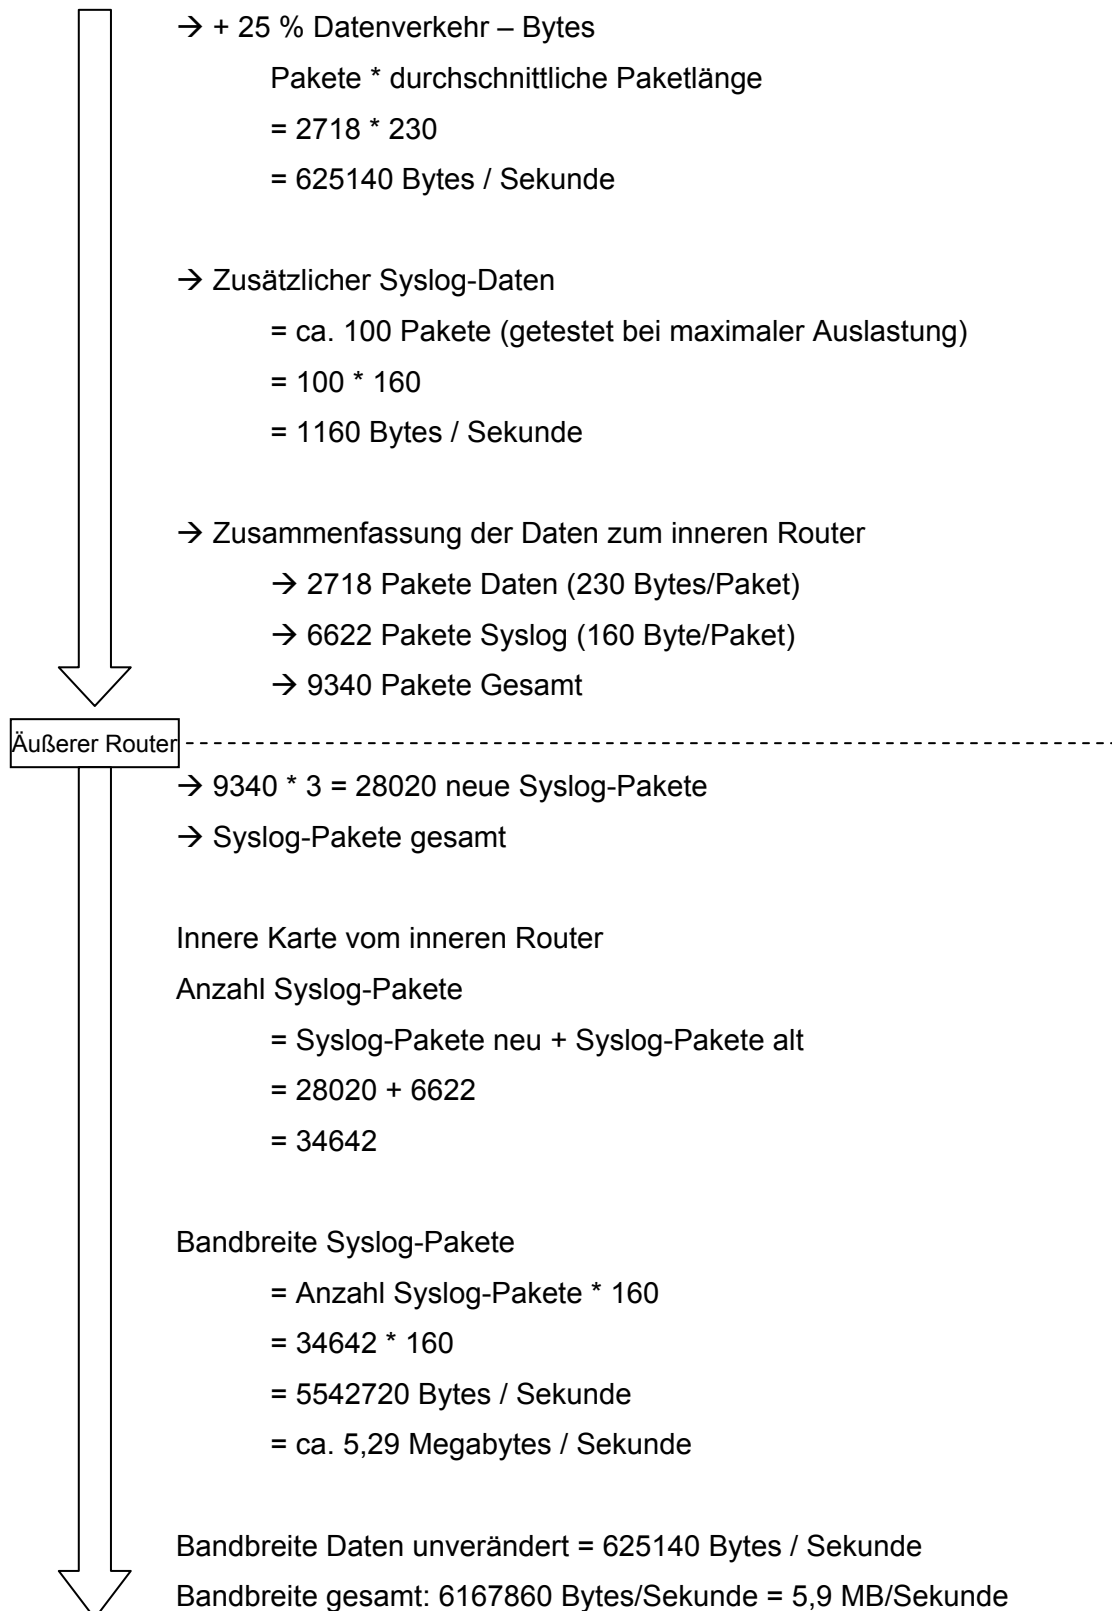 → + 25 % Datenverkehr – Bytes
Pakete * durchschnittliche Paketlänge
= 2718 * 230
= 625140 Bytes / Sekunde
→ Zusätzlicher Syslog-Daten
= ca. 100 Pakete (getestet bei maximaler Auslastung)
= 100 * 160
= 1160 Bytes / Sekunde
→ Zusammenfassung der Daten zum inneren Router
→ 2718 Pakete Daten (230 Bytes/Paket)
→ 6622 Pakete Syslog (160 Byte/Paket)
→ 9340 Pakete Gesamt
Äußerer Router
→ 9340 * 3 = 28020 neue Syslog-Pakete
→ Syslog-Pakete gesamt
Innere Karte vom inneren Router
Anzahl Syslog-Pakete
= Syslog-Pakete neu + Syslog-Pakete alt
= 28020 + 6622
= 34642
Bandbreite Syslog-Pakete
= Anzahl Syslog-Pakete * 160
= 34642 * 160
= 5542720 Bytes / Sekunde
= ca. 5,29 Megabytes / Sekunde
Bandbreite Daten unverändert = 625140 Bytes / Sekunde
Bandbreite gesamt: 6167860 Bytes/Sekunde = 5,9 MB/Sekunde